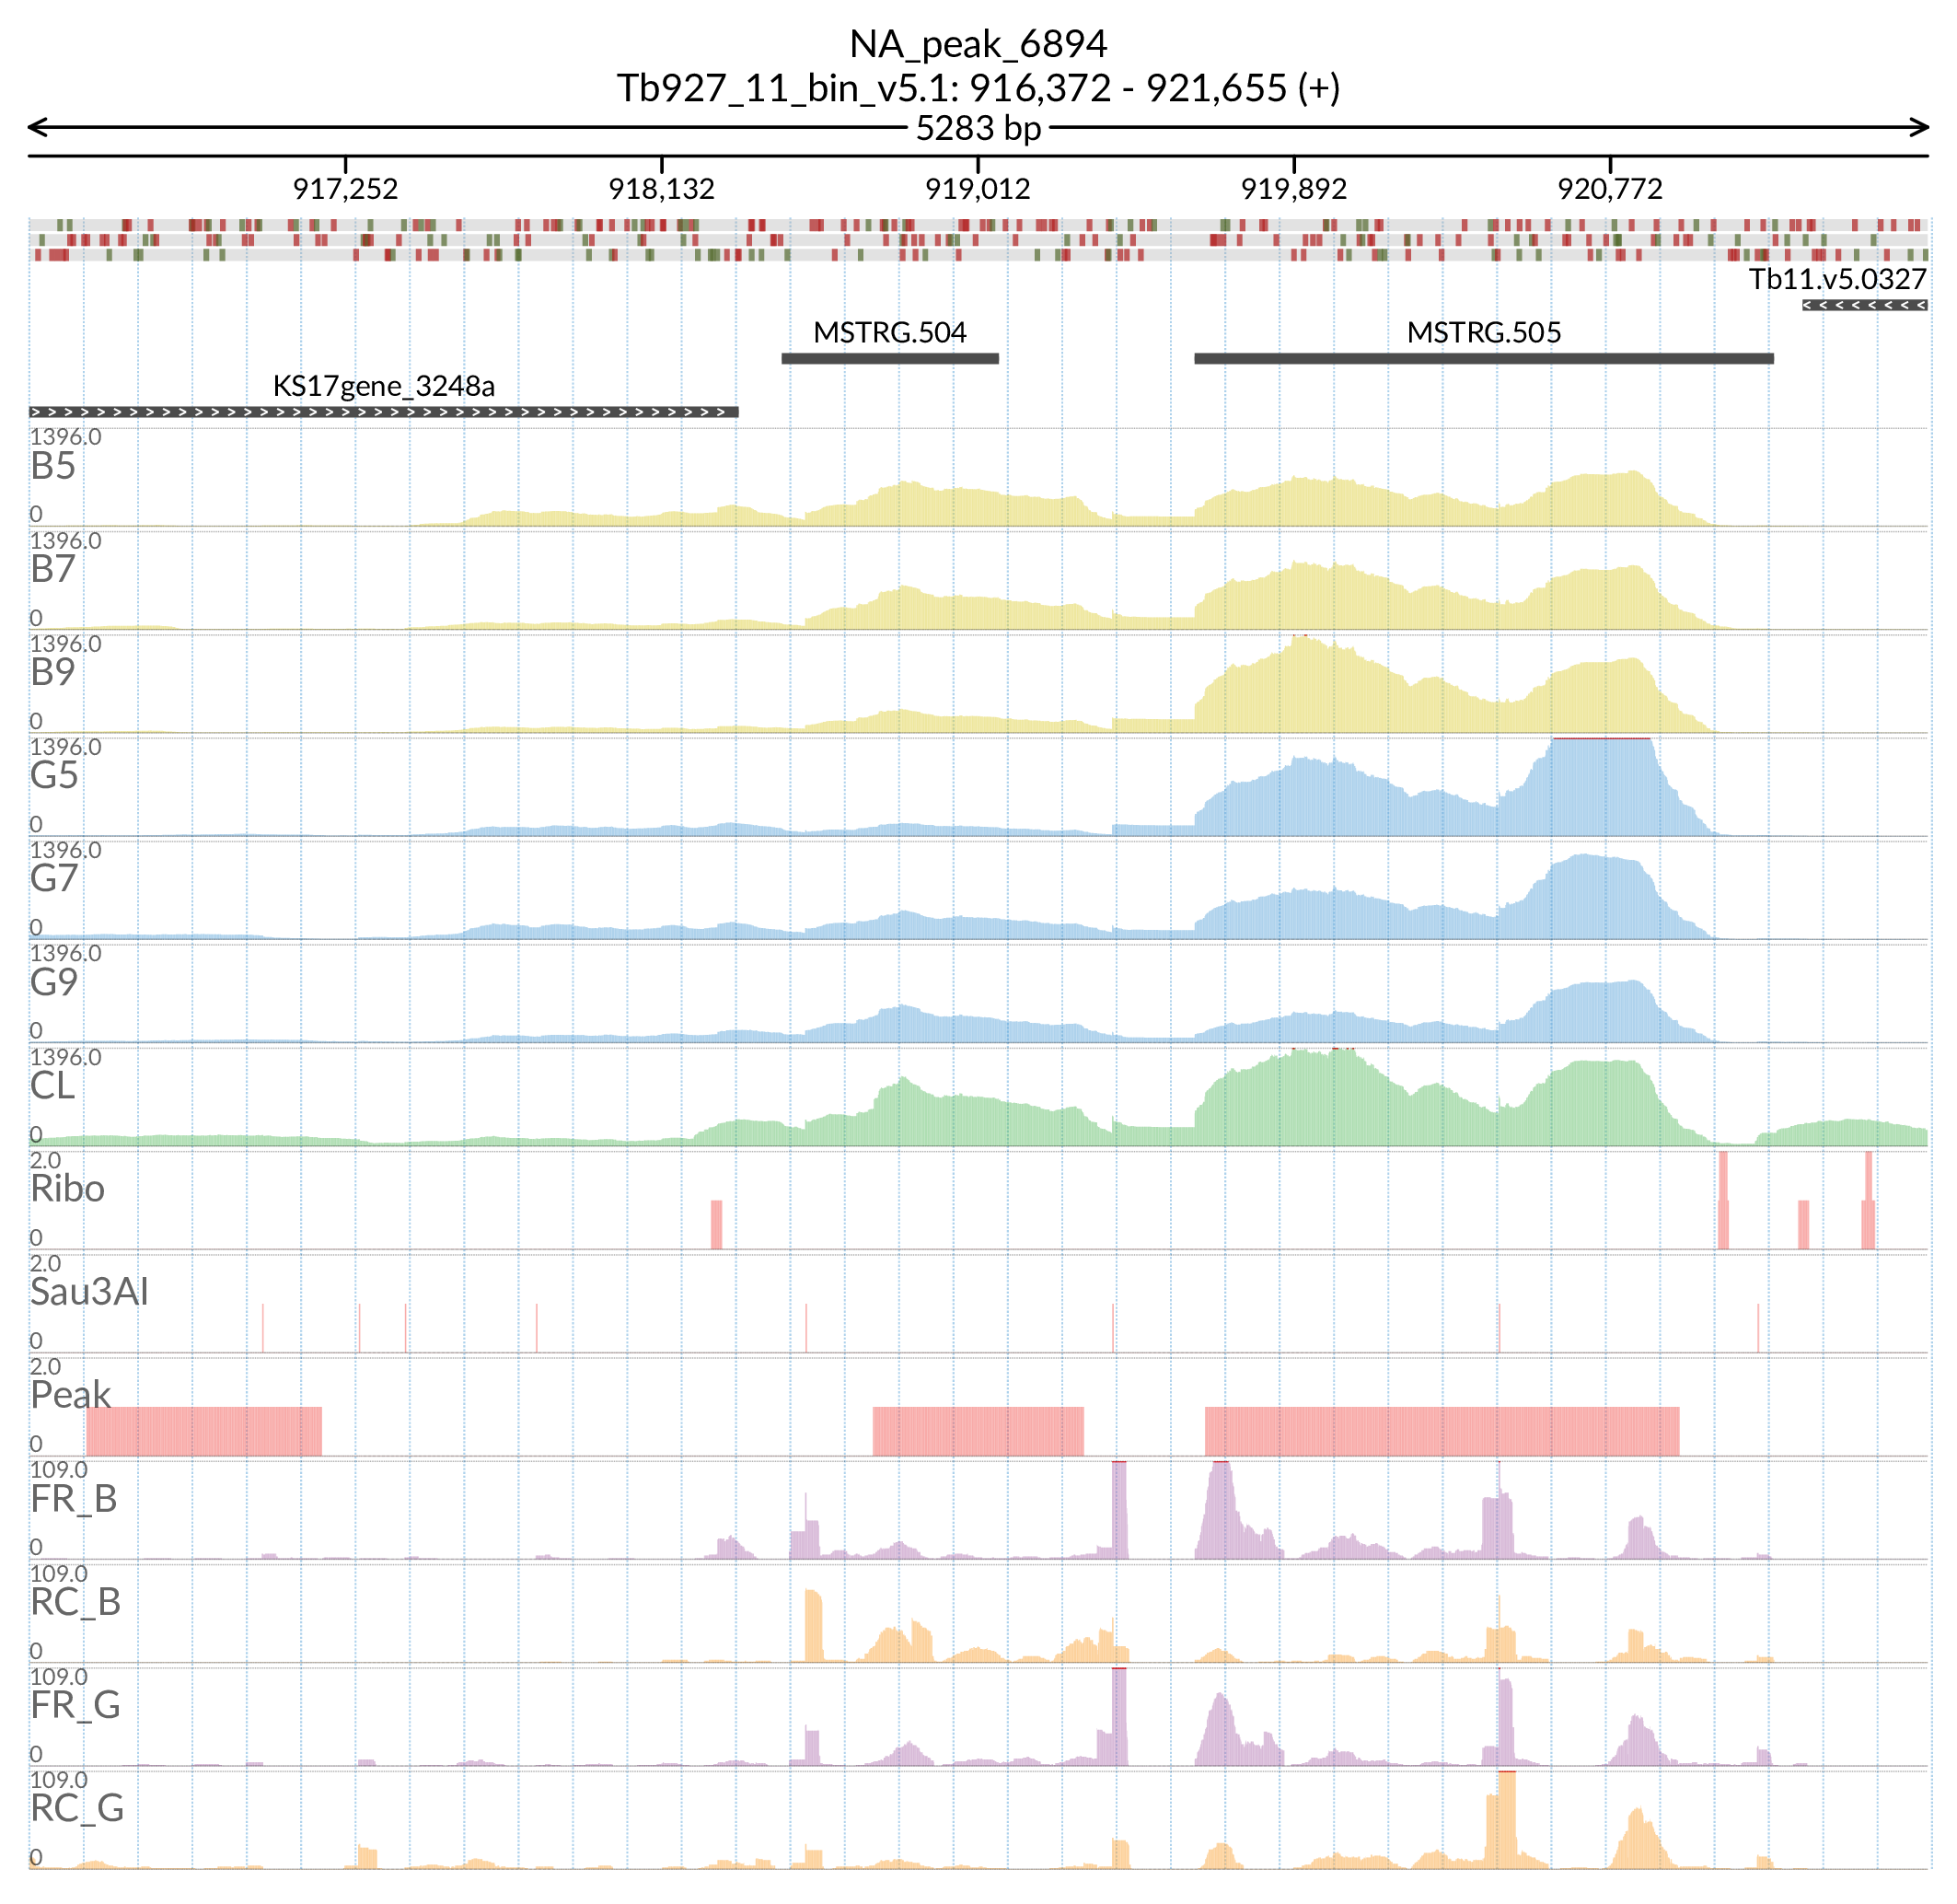 NA_peak_6894
Tb927_11_bin_v5.1: 916,372 - 921,655 (+)
5283 bp
917,252 918,132 919,012 919,892 920,772
Tb11.v5.0327
MSTRG.504 MSTRG.505
KS17gene_3248a
1396.0
B5
0
1396.0
B7
0
1396.0
B9
0
1396.0
G5
0
1396.0
G7
0
1396.0
G9
0
1396.0
CL
0
2.0
Ribo
0
2.0
Sau3AI
0
2.0
Peak
0
109.0
FR_B
0
109.0
RC_B
0
109.0
FR_G
0
109.0
RC_G
0